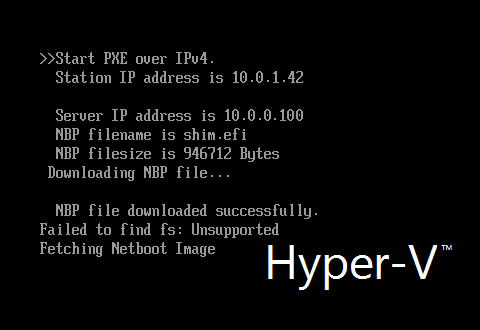 >>Start PXE over IPv4.
Station IP address is 10.0.1.42
Server IP address is 10.0.0.100
NBP filename is shim.efi
NBP filesize is 946712 Bytes
Downloading NBP file...
NBP file downloaded successfully.
Failed to find fs: Unsupported
Fetching Netboot Image
Hyper-V™